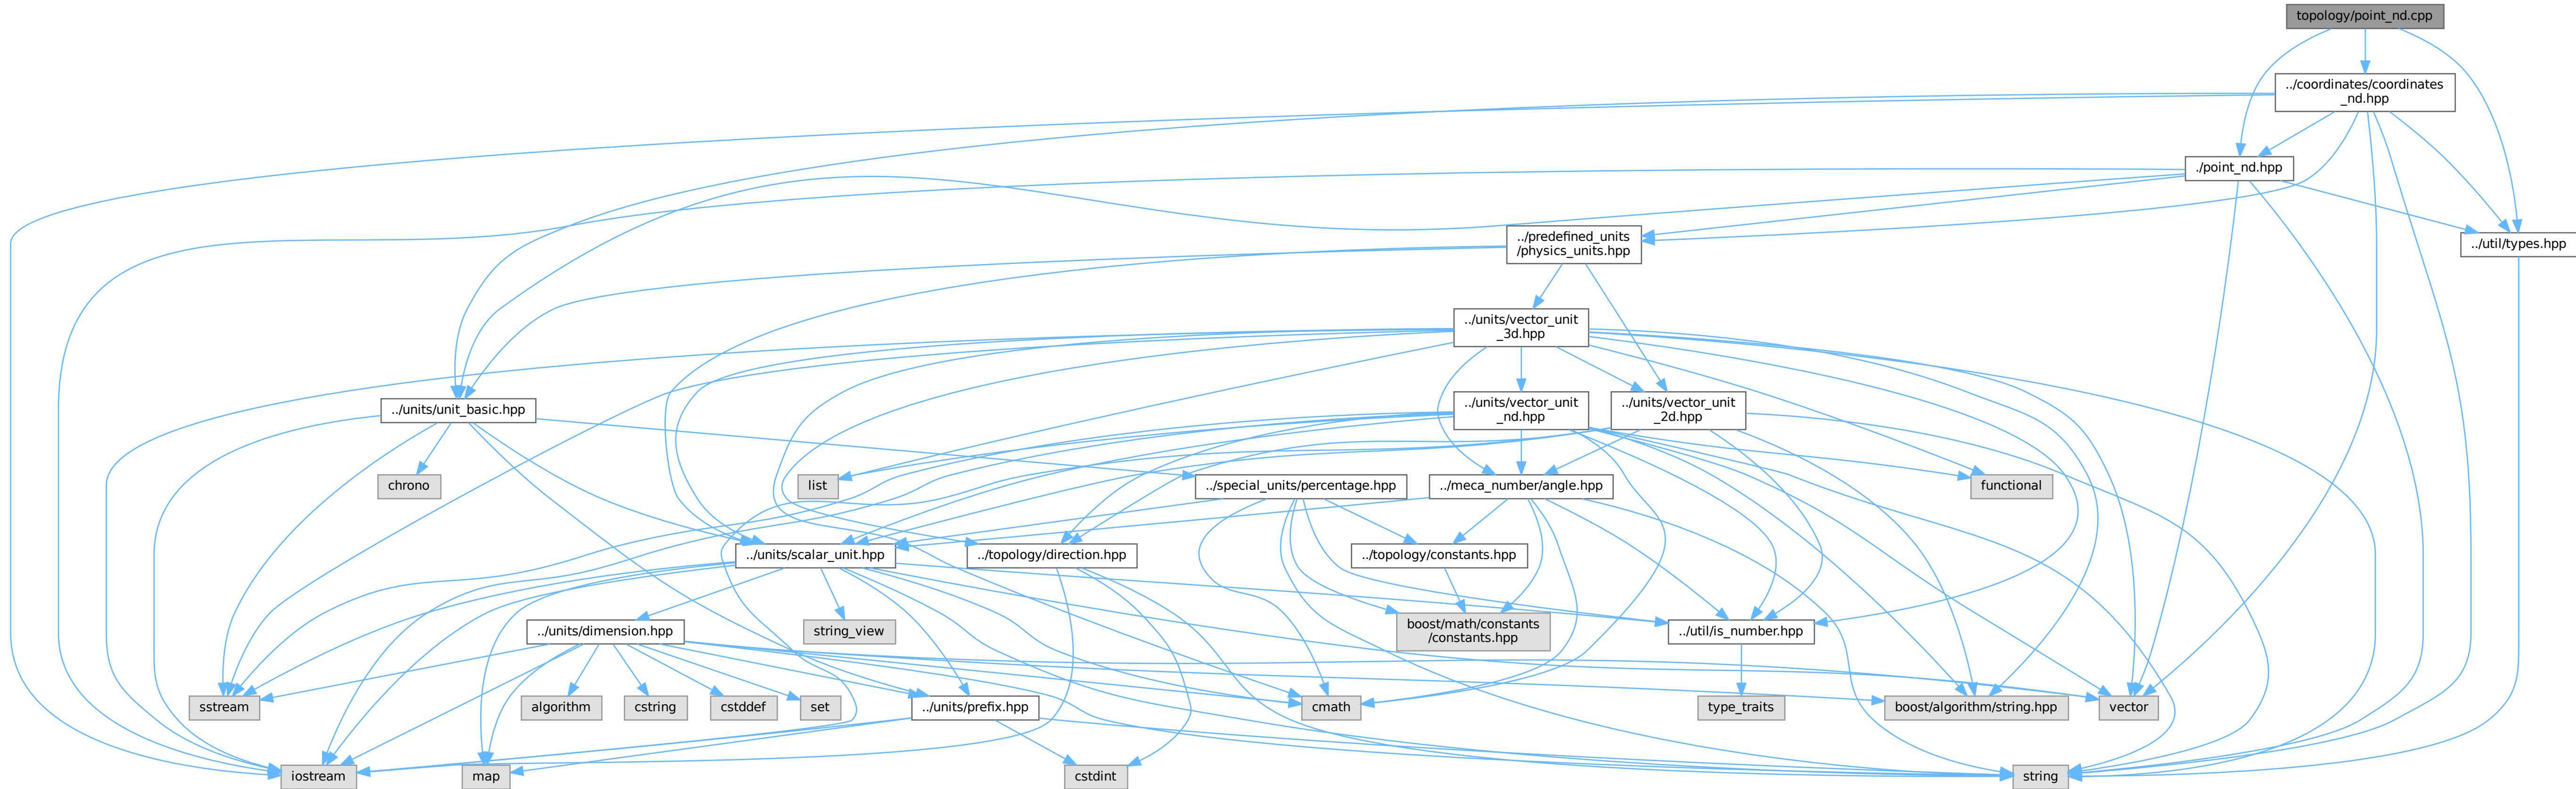 topology/point_nd.cpp
../coordinates/coordinates
_nd.hpp
./point_nd.hpp
../predefined_units
/physics_units.hpp
../util/types.hpp
../units/vector_unit
_3d.hpp
../units/unit_basic.hpp
../units/vector_unit
_nd.hpp
../units/vector_unit
_2d.hpp
chrono
list
../special_units/percentage.hpp
../meca_number/angle.hpp
functional
../units/scalar_unit.hpp
../topology/direction.hpp
../topology/constants.hpp
../units/dimension.hpp
string_view
boost/math/constants
/constants.hpp
../util/is_number.hpp
sstream
algorithm
cstring
cstddef
set
../units/prefix.hpp
cmath
type_traits
boost/algorithm/string.hpp
vector
iostream
map
cstdint
string